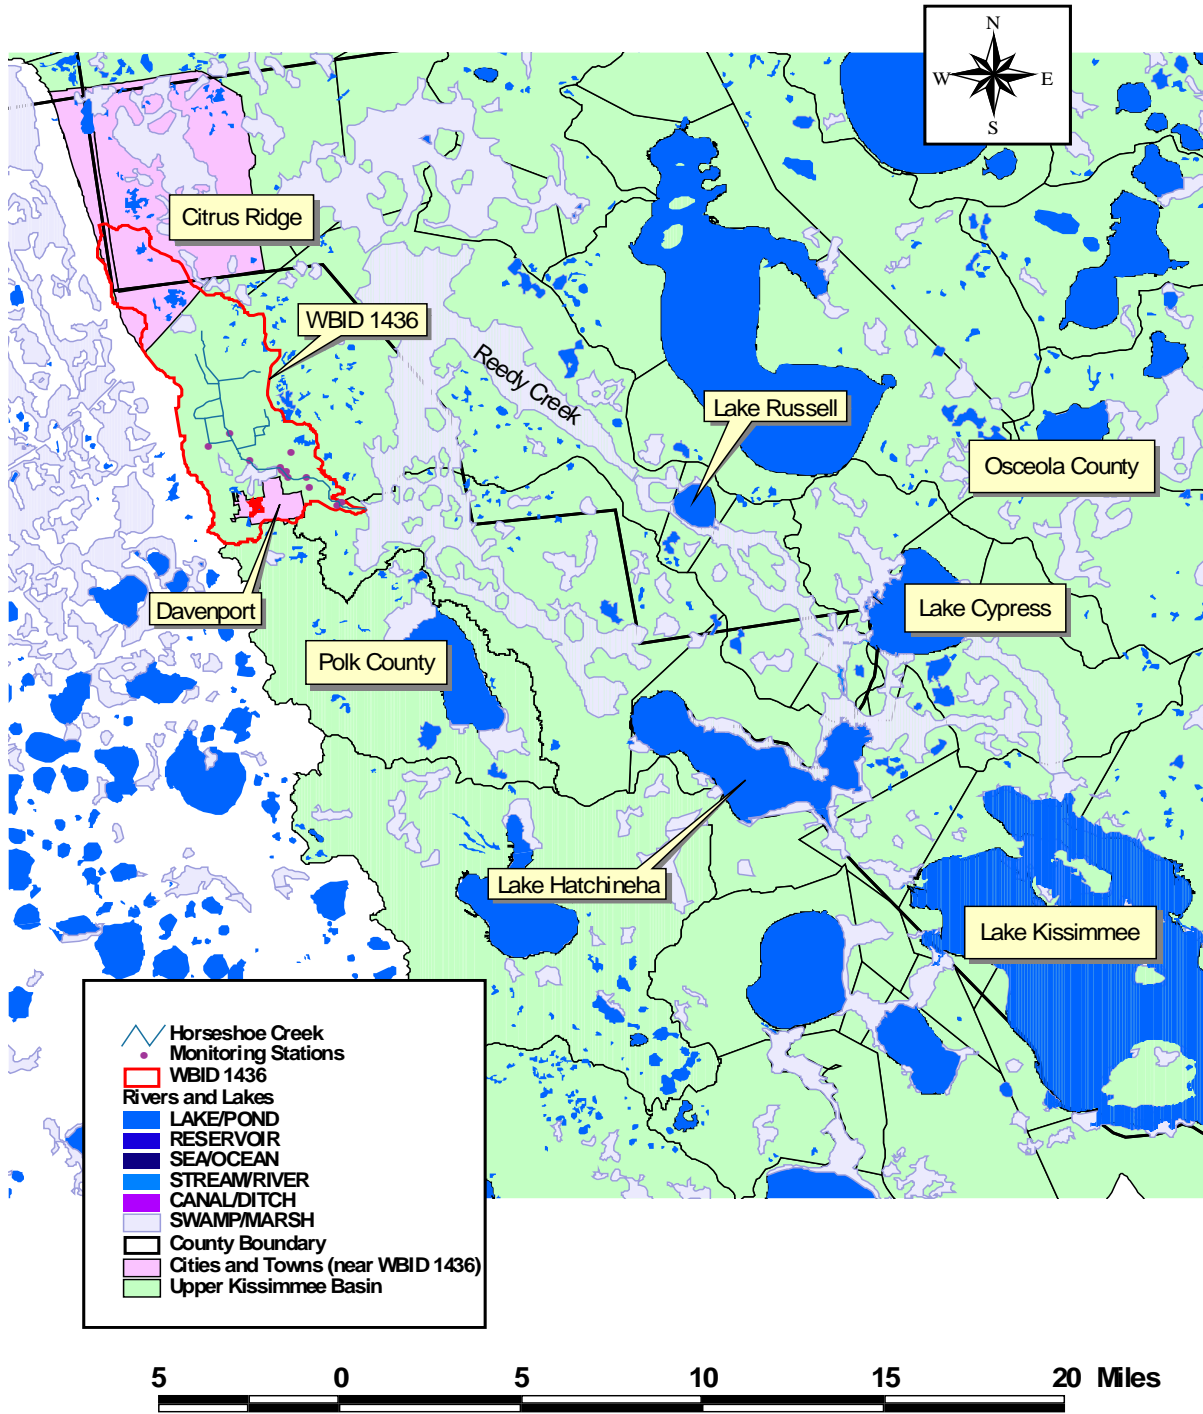 N
W E
S
Citrus Ridge
WBID 1436
Reedy Creek
Lake Russell
Osceola County
Lake Cypress
Davenport
Polk County
Lake Hatchineha
Lake Kissimmee
Horseshoe Creek
Monitoring Stations
WBID 1436
Rivers and Lakes
LAKE/POND
RESERVOIR
SEA/OCEAN
STREAM/RIVER
CANAL/DITCH
SWAMP/MARSH
County Boundary
Cities and Towns (near WBID 1436)
Upper Kissimmee Basin
5 0 5 10 15 20 Miles